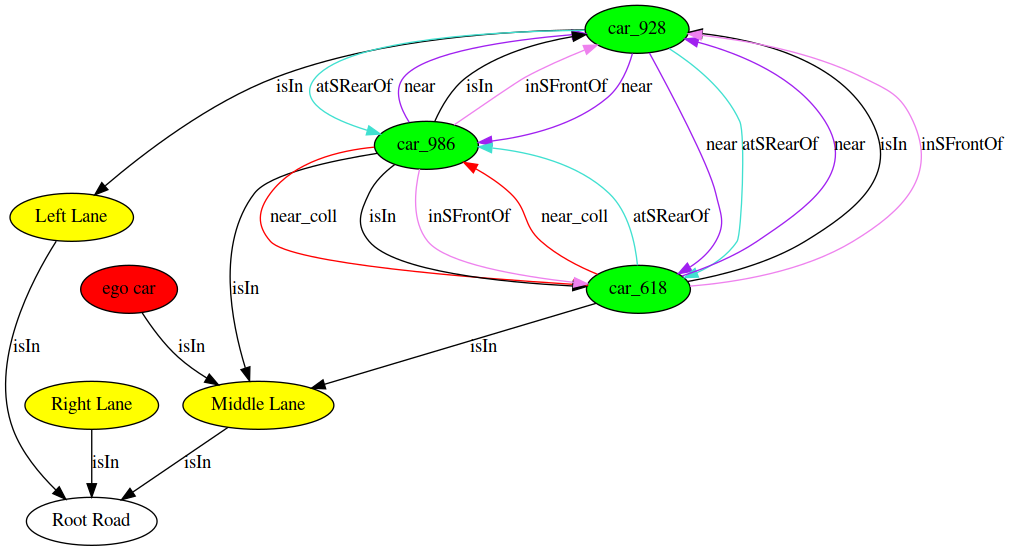 car_928
isIn
atSRearOf
near
isIn
inSFrontOf
near
car_986
near
atSRearOf
near
isIn
inSFrontOf
Left Lane
near_coll
isIn
inSFrontOf
near_coll
atSRearOf
ego car
isIn
car_618
isIn
isIn
isIn
Right Lane
Middle Lane
isIn
isIn
Root Road